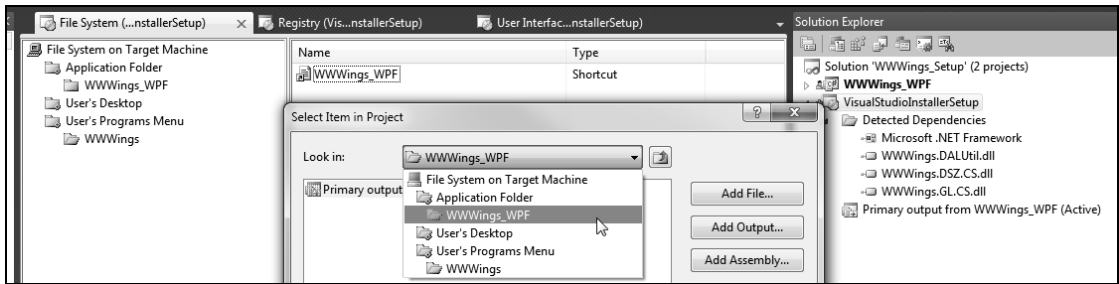 File System (...nstallerSetup)
Registry (Vis...nstallerSetup)
User Interfac...nstallerSetup)
File System on Target Machine
Application Folder
WWWings_WPF
User's Desktop
User's Programs Menu
WWWings
Name Type
WWWings_WPF Shortcut
Select Item in Project
Look in: WWWings_WPF
File System on Target Machine
Application Folder
WWWings_WPF
User's Desktop
User's Programs Menu
WWWings
Primary output
Add File...
Add Output...
Add Assembly...
Solution Explorer
Solution 'WWWings_Setup' (2 projects)
WWWings_WPF
VisualStudioInstallerSetup
Detected Dependencies
Microsoft .NET Framework
WWWings.DALUtil.dll
WWWings.DSZ.CS.dll
WWWings.GL.CS.dll
Primary output from WWWings_WPF (Active)